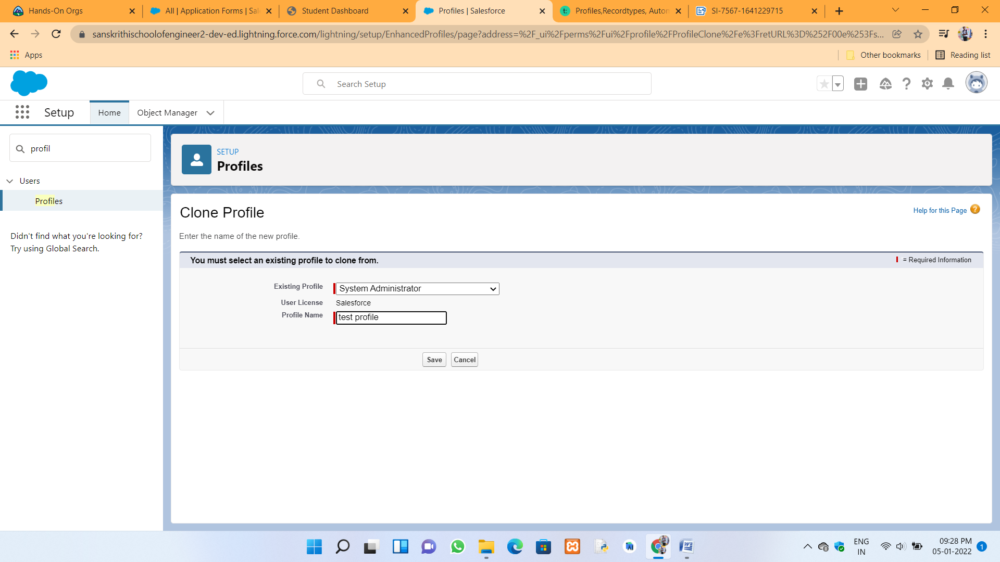 Hands-On Orgs
All | Application Forms | Sal
Student Dashboard
Profiles | Salesforce
Profiles,Recordtypes, Auton
SI-7567-1641229715
sanskrithischoolofengineer2-dev-ed.lightning.force.com/lightning/setup/EnhancedProfiles/page?address=%2F_ui%2Fperms%2Fui%2Fprofile%2FProfileClone%2Fe%3FretURL%3D%252F00e%253Fs...
Apps
Other bookmarks
Reading list
Search Setup
Setup
Home
Object Manager
profil
Users
Profiles
Didn't find what you're looking for?
Try using Global Search.
SETUP
Profiles
Clone Profile
Help for this Page
Enter the name of the new profile.
You must select an existing profile to clone from.
= Required Information
Existing Profile
System Administrator
User License
Salesforce
Profile Name
test profile
Save
Cancel
ENG
IN
09:28 PM
05-01-2022
1